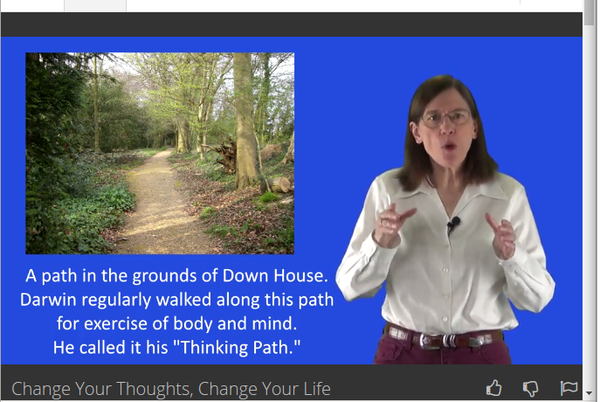 A path in the grounds of Down House.
Darwin regularly walked along this path
for exercise of body and mind.
He called it his "Thinking Path."
Change Your Thoughts, Change Your Life